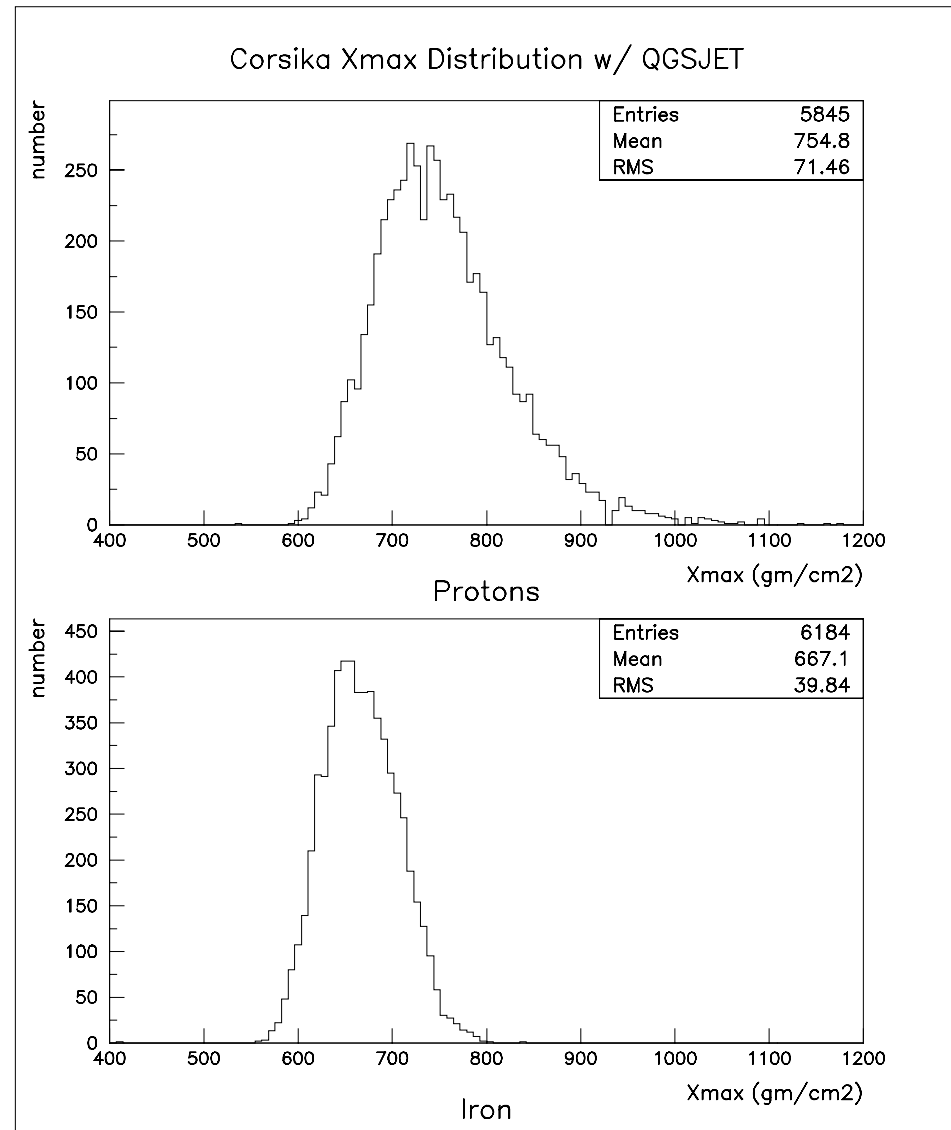 Corsika Xmax Distribution w/ QGSJET
number
Entries 5845
Mean 754.8
RMS 71.46
250
200
150
100
50
0
400 500 600 700 800 900 1000 1100 1200
Xmax (gm/cm2)
Protons
number
Entries 6184
Mean 667.1
RMS 39.84
450
400
350
300
250
200
150
100
50
0
400 500 600 700 800 900 1000 1100 1200
Xmax (gm/cm2)
Iron